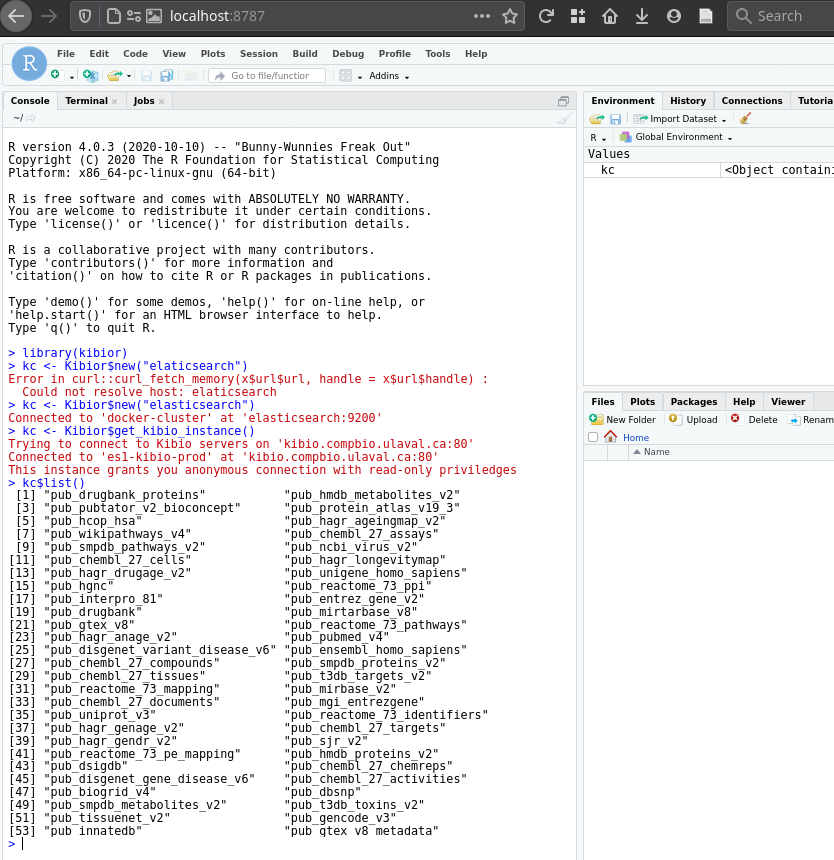 localhost:8787
Search
R
File Edit Code View Plots Session Build Debug Profile Tools Help
Go to file/function
Addins
Console Terminal Jobs
~/
R version 4.0.3 (2020-10-10) -- "Bunny-Wunnies Freak Out"
Copyright (C) 2020 The R Foundation for Statistical Computing
Platform: x86_64-pc-linux-gnu (64-bit)
R is free software and comes with ABSOLUTELY NO WARRANTY.
You are welcome to redistribute it under certain conditions.
Type 'license()' or 'licence()' for distribution details.
R is a collaborative project with many contributors.
Type 'contributors()' for more information and
'citation()' on how to cite R or R packages in publications.
Type 'demo()' for some demos, 'help()' for on-line help, or
'help.start()' for an HTML browser interface to help.
Type 'q()' to quit R.
> library(kibior)
> kc <- Kibior$new("elaticsearch")
Error in curl::curl_fetch_memory(x$url$url, handle = x$url$handle) :
Could not resolve host: elaticsearch
> kc <- Kibior$new("elasticsearch")
Connected to 'docker-cluster' at 'elasticsearch:9200'
> kc <- Kibior$get_kibio_instance()
Trying to connect to Kibio servers on 'kibio.compbio.ulaval.ca:80'
Connected to 'es1-kibio-prod' at 'kibio.compbio.ulaval.ca:80'
This instance grants you anonymous connection with read-only priviledges
> kc$list()
[1] "pub_drugbank_proteins" "pub_hmdb_metabolites_v2"
[3] "pub_pubtator_v2_bioconcept" "pub_protein_atlas_v19_3"
[5] "pub_hcop_hsa" "pub_hagr_ageingmap_v2"
[7] "pub_wikipathways_v4" "pub_chembl_27_assays"
[9] "pub_smpdb_pathways_v2" "pub_ncbi_virus_v2"
[11] "pub_chembl_27_cells" "pub_hagr_longevitymap"
[13] "pub_hagr_drugage_v2" "pub_unigene_homo_sapiens"
[15] "pub_hgnc" "pub_reactome_73_ppi"
[17] "pub_interpro_81" "pub_entrez_gene_v2"
[19] "pub_drugbank" "pub_mirtarbase_v8"
[21] "pub_gtex_v8" "pub_reactome_73_pathways"
[23] "pub_hagr_anage_v2" "pub_pubmed_v4"
[25] "pub_disgenet_variant_disease_v6" "pub_ensembl_homo_sapiens"
[27] "pub_chembl_27_compounds" "pub_smpdb_proteins_v2"
[29] "pub_chembl_27_tissues" "pub_t3db_targets_v2"
[31] "pub_reactome_73_mapping" "pub_mirbase_v2"
[33] "pub_chembl_27_documents" "pub_mgi_entrezgene"
[35] "pub_uniprot_v3" "pub_reactome_73_identifiers"
[37] "pub_hagr_genage_v2" "pub_chembl_27_targets"
[39] "pub_hagr_gendr_v2" "pub_sjr_v2"
[41] "pub_reactome_73_pe_mapping" "pub_hmdb_proteins_v2"
[43] "pub_dsigdb" "pub_chembl_27_chemreps"
[45] "pub_disgenet_gene_disease_v6" "pub_chembl_27_activities"
[47] "pub_biogrid_v4" "pub_dbsnp"
[49] "pub_smpdb_metabolites_v2" "pub_t3db_toxins_v2"
[51] "pub_tissuenet_v2" "pub_gencode_v3"
[53] "pub_innatedb" "pub_gtex_v8_metadata"
>
Environment History Connections Tutoria
Import Dataset
R Global Environment
Values
kc <Object containi
Files Plots Packages Help Viewer
New Folder Upload Delete Renam
Home
Name